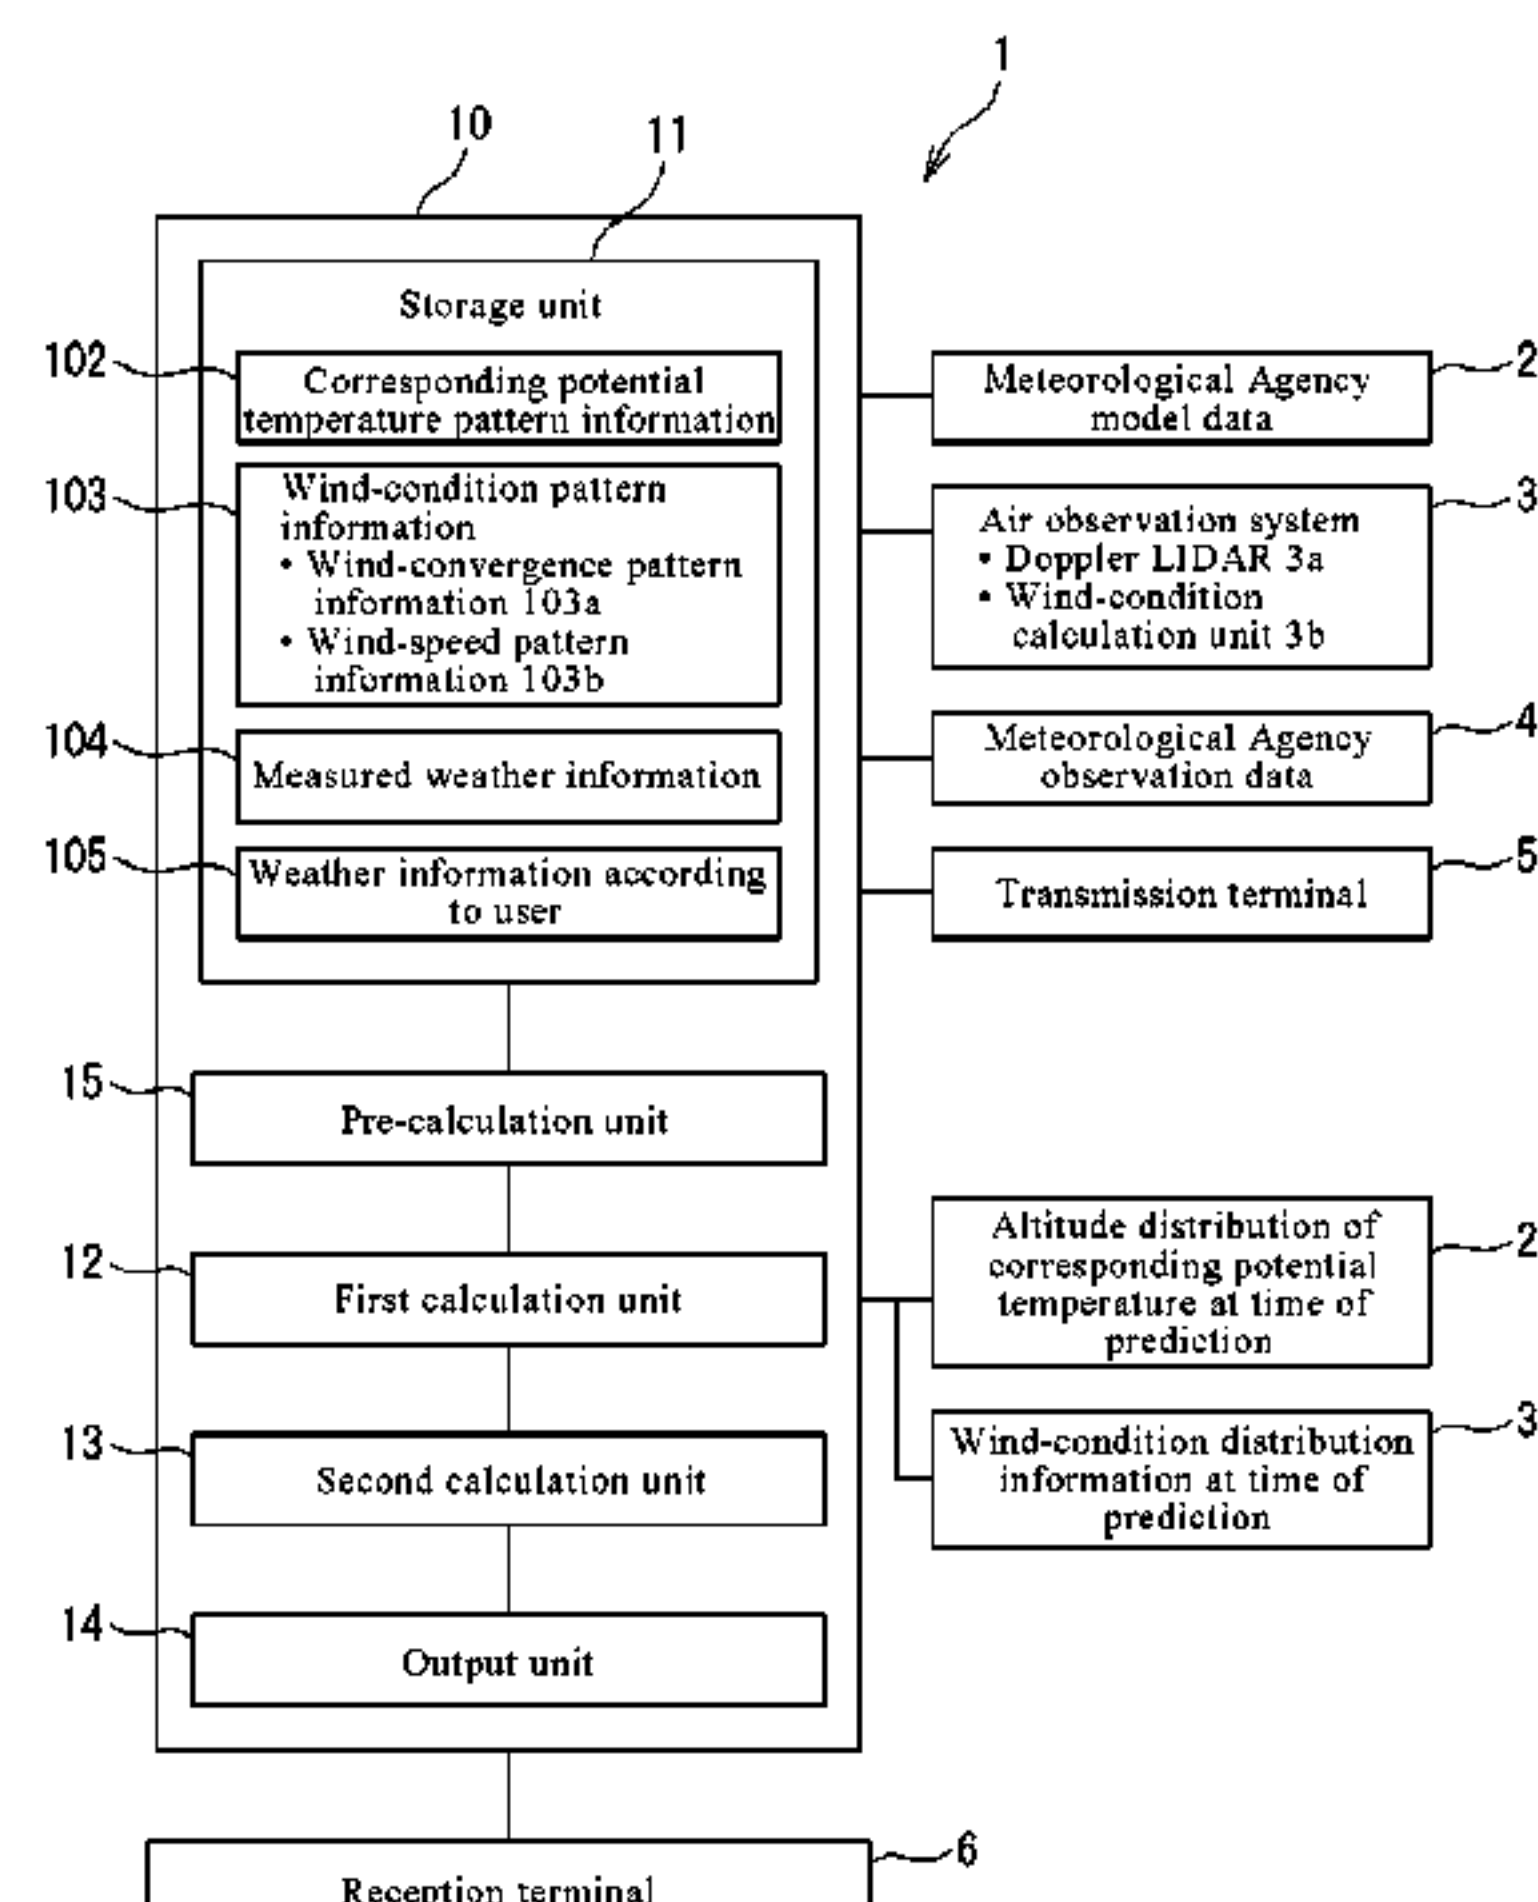 1
10
11
Storage unit
102
Corresponding potential
temperature pattern information
103
Wind-condition pattern
information
• Wind-convergence pattern
information 103a
• Wind-speed pattern
information 103b
104
Measured weather information
105
Weather information according
to user
2
Meteorological Agency
model data
3
Air observation system
• Doppler LIDAR 3a
• Wind-condition
calculation unit 3b
4
Meteorological Agency
observation data
5
Transmission terminal
15
Pre-calculation unit
12
First calculation unit
13
Second calculation unit
14
Output unit
2
Altitude distribution of
corresponding potential
temperature at time of
prediction
3
Wind-condition distribution
information at time of
prediction
6
Reception terminal